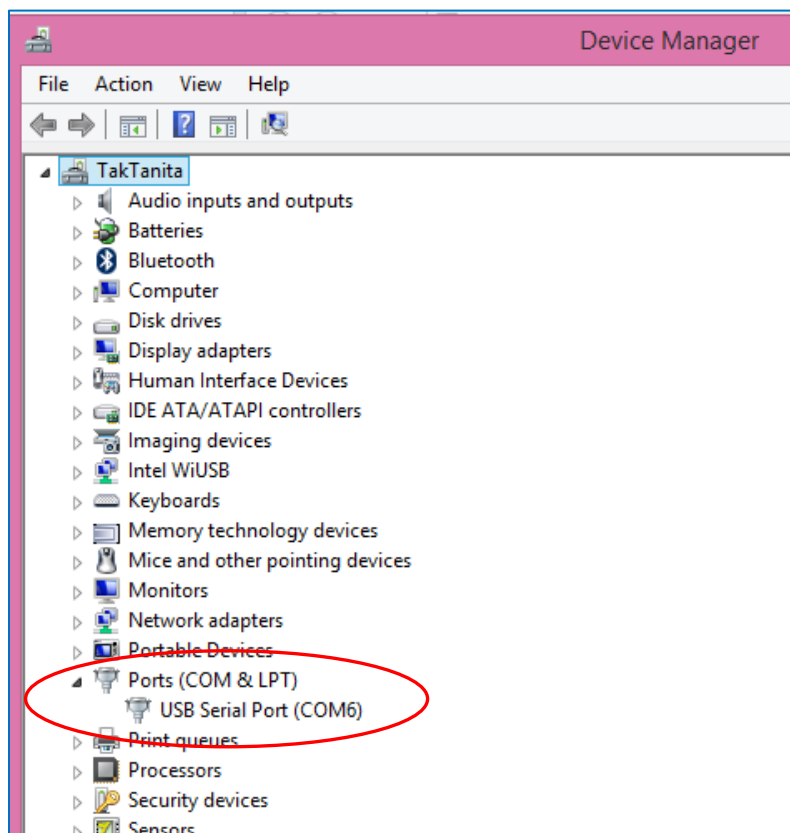 Device Manager
File Action View Help
TakTanita
Audio inputs and outputs
Batteries
Bluetooth
Computer
Disk drives
Display adapters
Human Interface Devices
IDE ATA/ATAPI controllers
Imaging devices
Intel WiUSB
Keyboards
Memory technology devices
Mice and other pointing devices
Monitors
Network adapters
Portable Devices
Ports (COM & LPT)
USB Serial Port (COM6)
Print queues
Processors
Security devices
Sensors